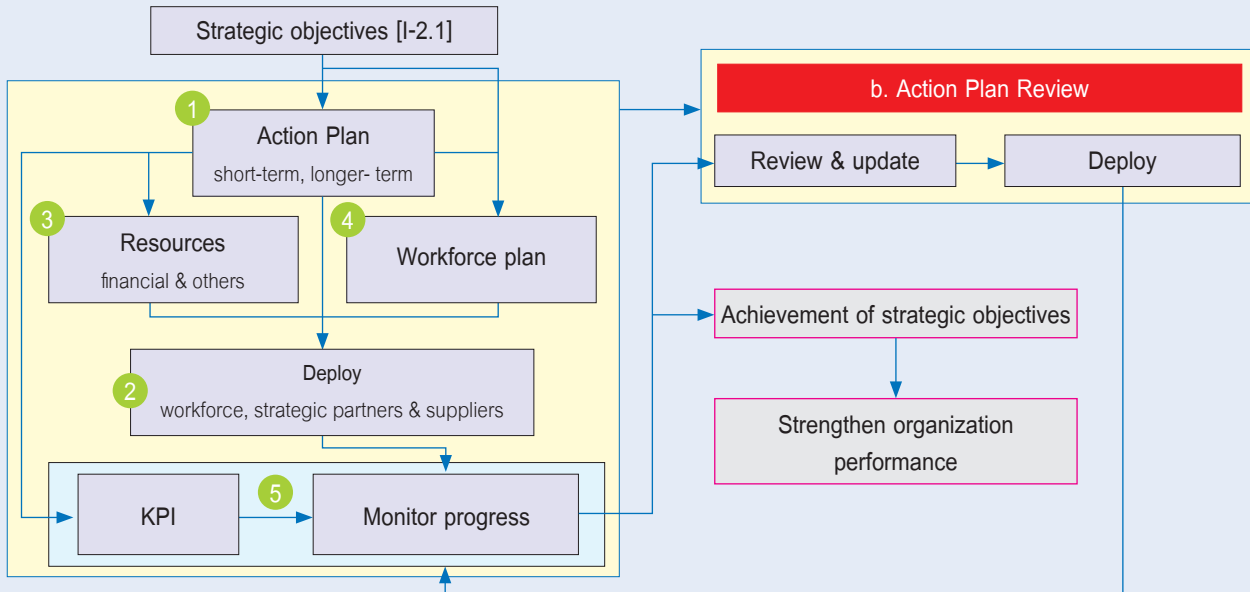 Strategic objectives [I-2.1]
1
Action Plan
short-term, longer- term
3
Resources
financial & others
4
Workforce plan
2
Deploy
workforce, strategic partners & suppliers
KPI
5
Monitor progress
b. Action Plan Review
Review & update
Deploy
Achievement of strategic objectives
Strengthen organization
performance